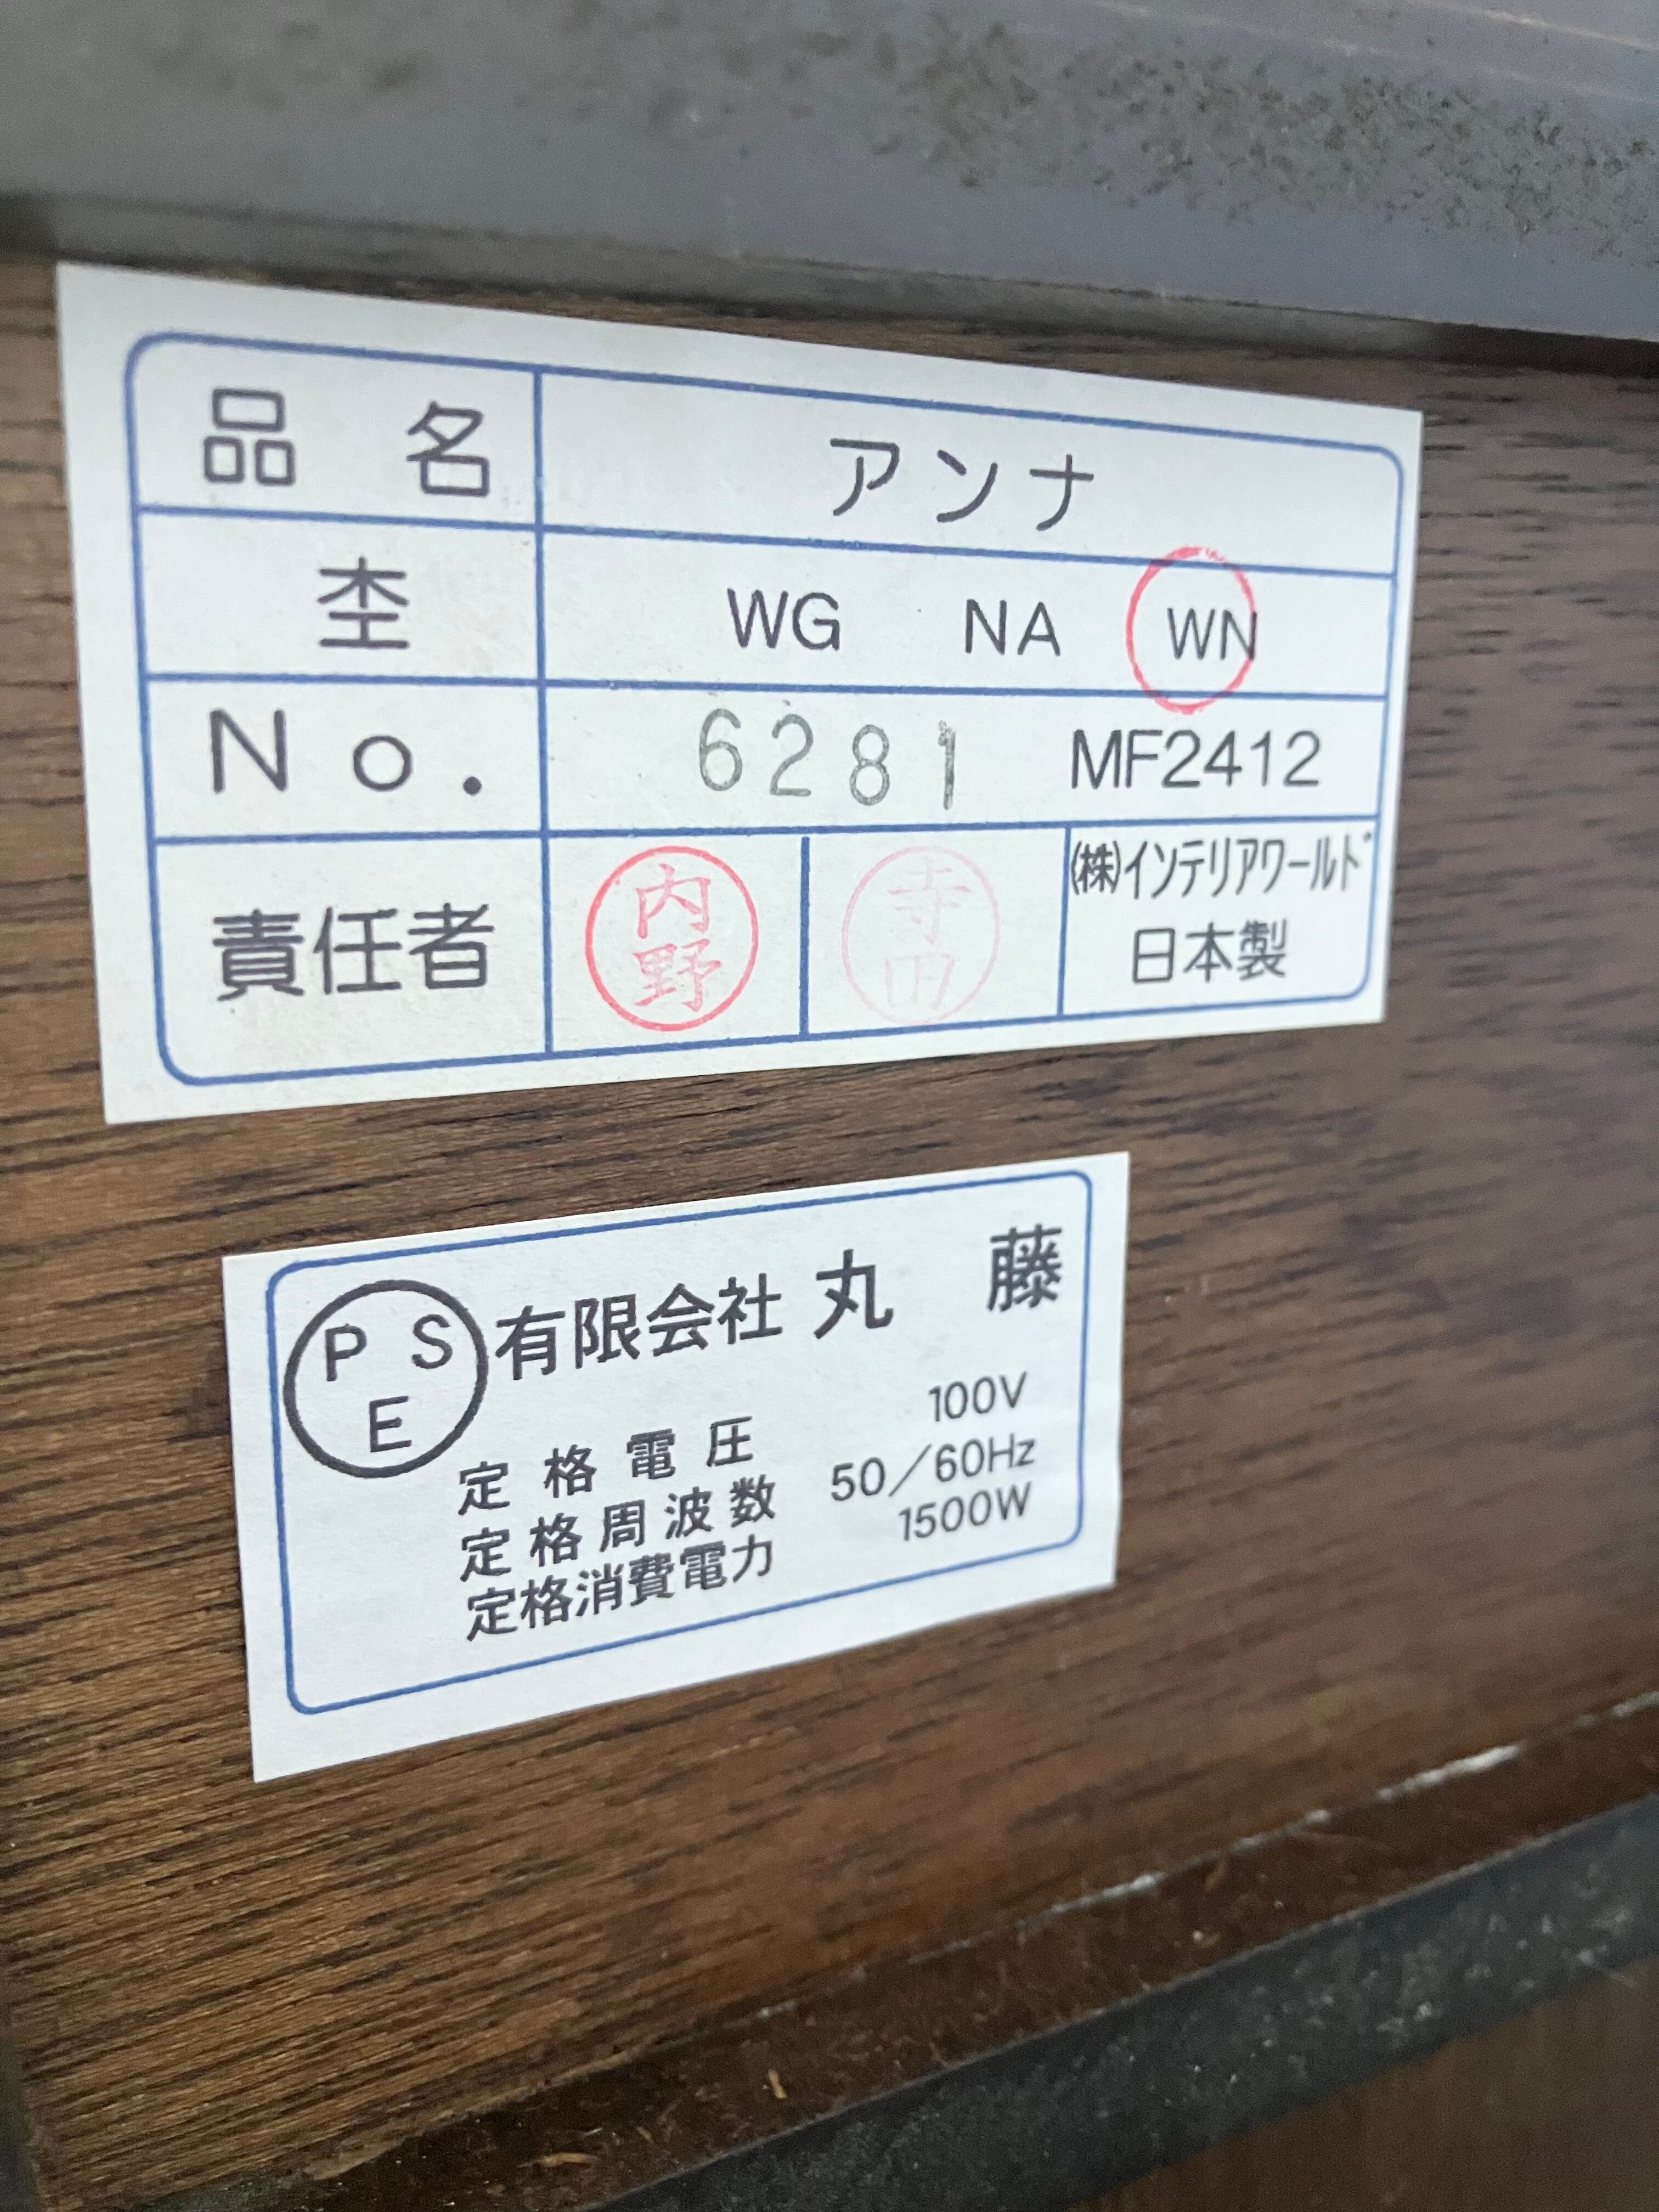 品 名 アンナ
杢 WG NA WN
No. 6281 MF2412
責任者 内野 寺田 ㈱インテリアワールド
日本製
PSE 有限会社 丸 藤
定格電圧 100V
定格周波数 50/60Hz
定格消費電力 1500W